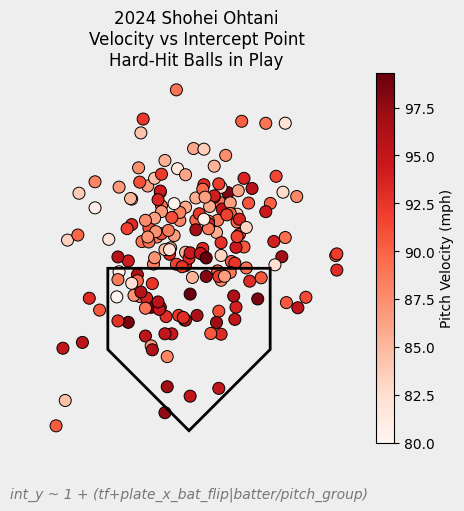 2024 Shohei Ohtani
Velocity vs Intercept Point
Hard-Hit Balls in Play
97.5
95.0
92.5
90.0
87.5
85.0
82.5
80.0
Pitch Velocity (mph)
int_y ~ 1 + (tf+plate_x_bat_flip|batter/pitch_group)